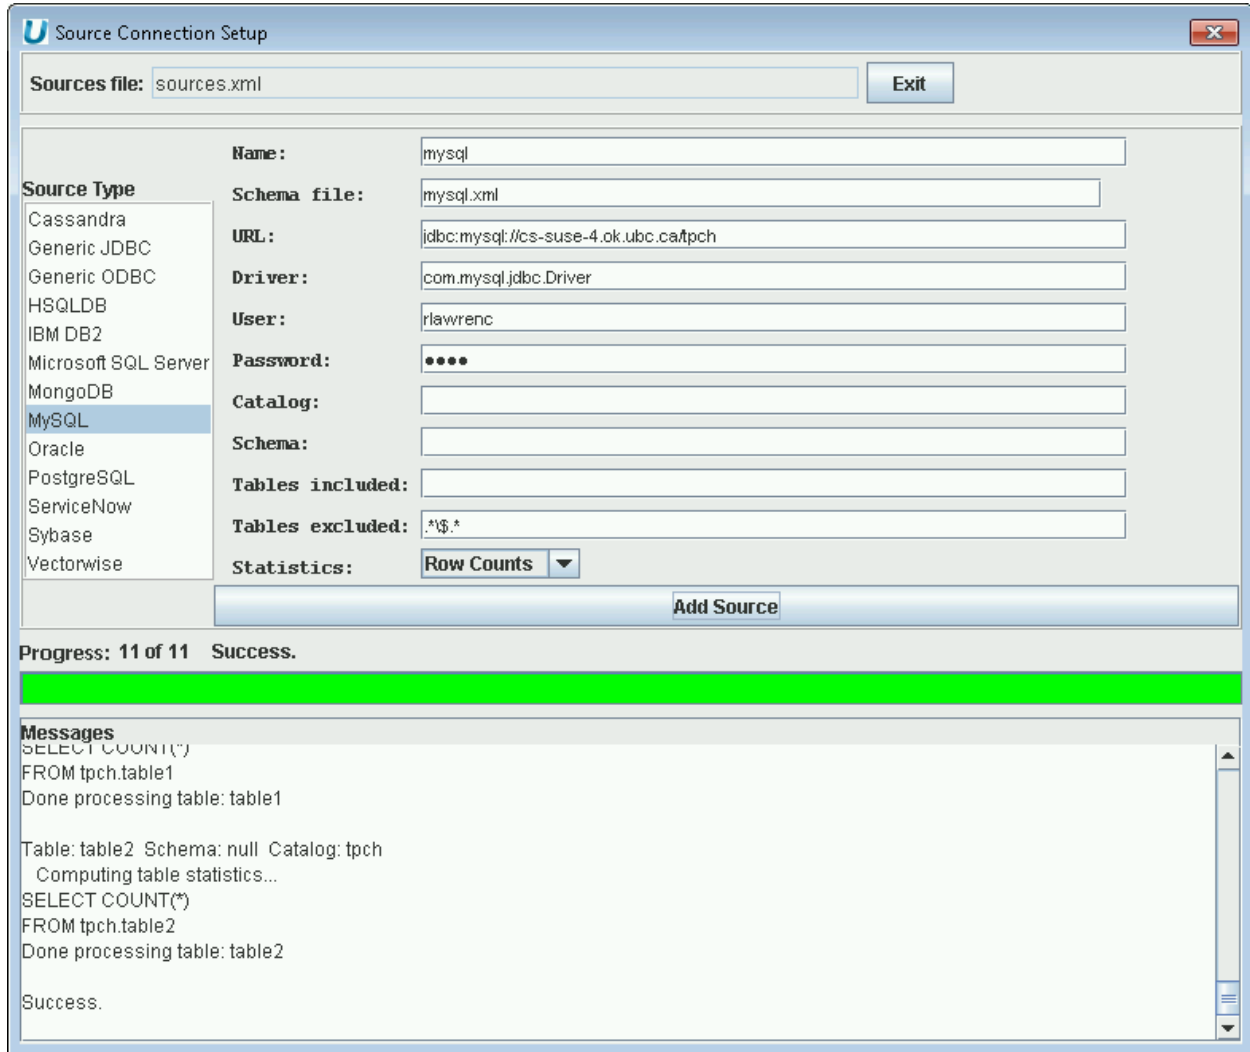 Source Connection Setup
Sources file: sources.xml Exit
Source Type
Cassandra
Generic JDBC
Generic ODBC
HSQLDB
IBM DB2
Microsoft SQL Server
MongoDB
MySQL
Oracle
PostgreSQL
ServiceNow
Sybase
Vectorwise
Name: mysql
Schema file: mysql.xml
URL: jdbc:mysql://cs-suse-4.ok.ubc.ca/tpch
Driver: com.mysql.jdbc.Driver
User: rlawrenc
Password: ●●●●
Catalog:
Schema:
Tables included:
Tables excluded: .*\$.*
Statistics: Row Counts
Add Source
Progress: 11 of 11 Success.
Messages
SELECT COUNT(*)
FROM tpch.table1
Done processing table: table1
Table: table2 Schema: null Catalog: tpch
Computing table statistics...
SELECT COUNT(*)
FROM tpch.table2
Done processing table: table2
Success.